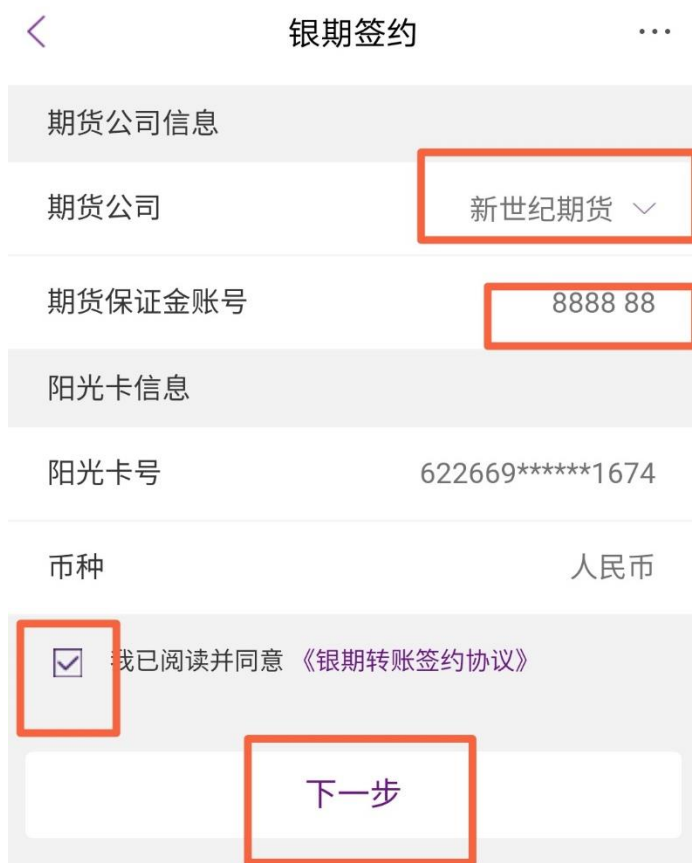 银期签约
期货公司信息
期货公司 新世纪期货
期货保证金账号 8888 88
阳光卡信息
阳光卡号 622669******1674
币种 人民币
我已阅读并同意 《银期转账签约协议》
下一步